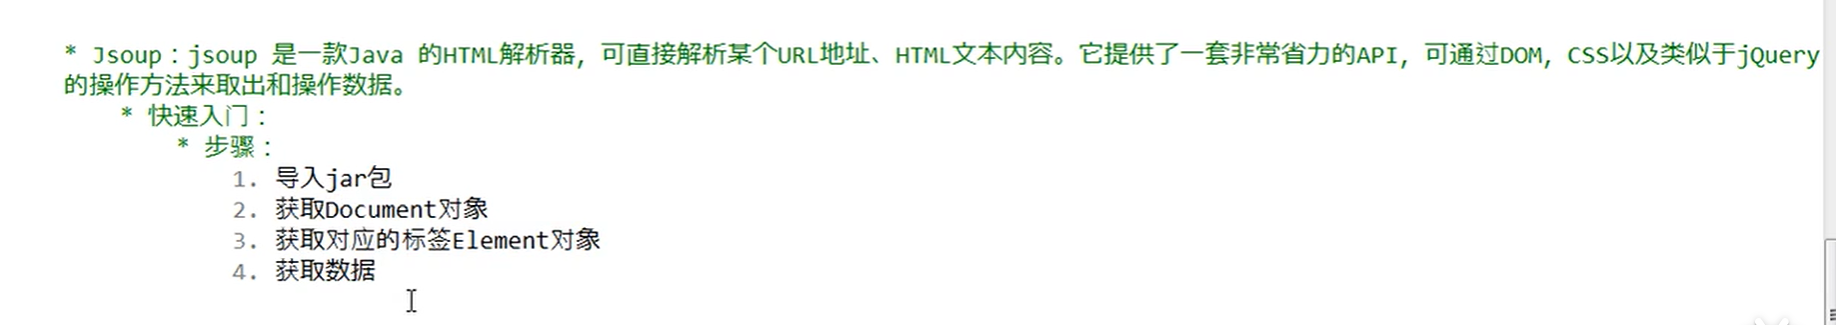 * Jsoup：jsoup 是一款Java 的HTML解析器，可直接解析某个URL地址、HTML文本内容。它提供了一套非常省力的API，可通过DOM，CSS以及类似于jQuery
的操作方法来取出和操作数据。
* 快速入门：
* 步骤：
1. 导入jar包
2. 获取Document对象
3. 获取对应的标签Element对象
4. 获取数据